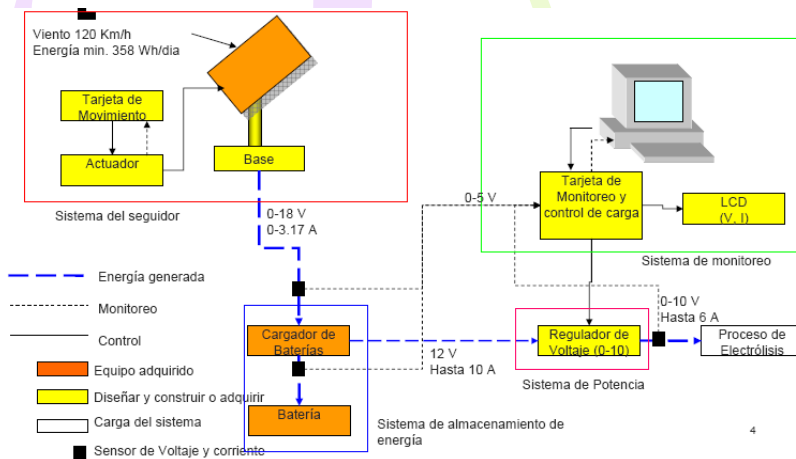 Viento 120 Km/h
Energía min. 358 Wh/dia
Tarjeta de
Movimiento
Actuador
Base
Sistema del seguidor
0-18 V
0-3.17 A
0-5 V
Tarjeta de
Monitoreo y
control de carga
LCD
(V, I)
Sistema de monitoreo
Energía generada
Monitoreo
Control
Equipo adquirido
Diseñar y construir o adquirir
Carga del sistema
Sensor de Voltaje y corriente
Cargador de
Baterías
Batería
12 V
Hasta 10 A
Sistema de almacenamiento de
energía
Regulador de
Voltaje (0-10)
Sistema de Potencia
0-10 V
Hasta 6 A
Proceso de
Electrólisis
4